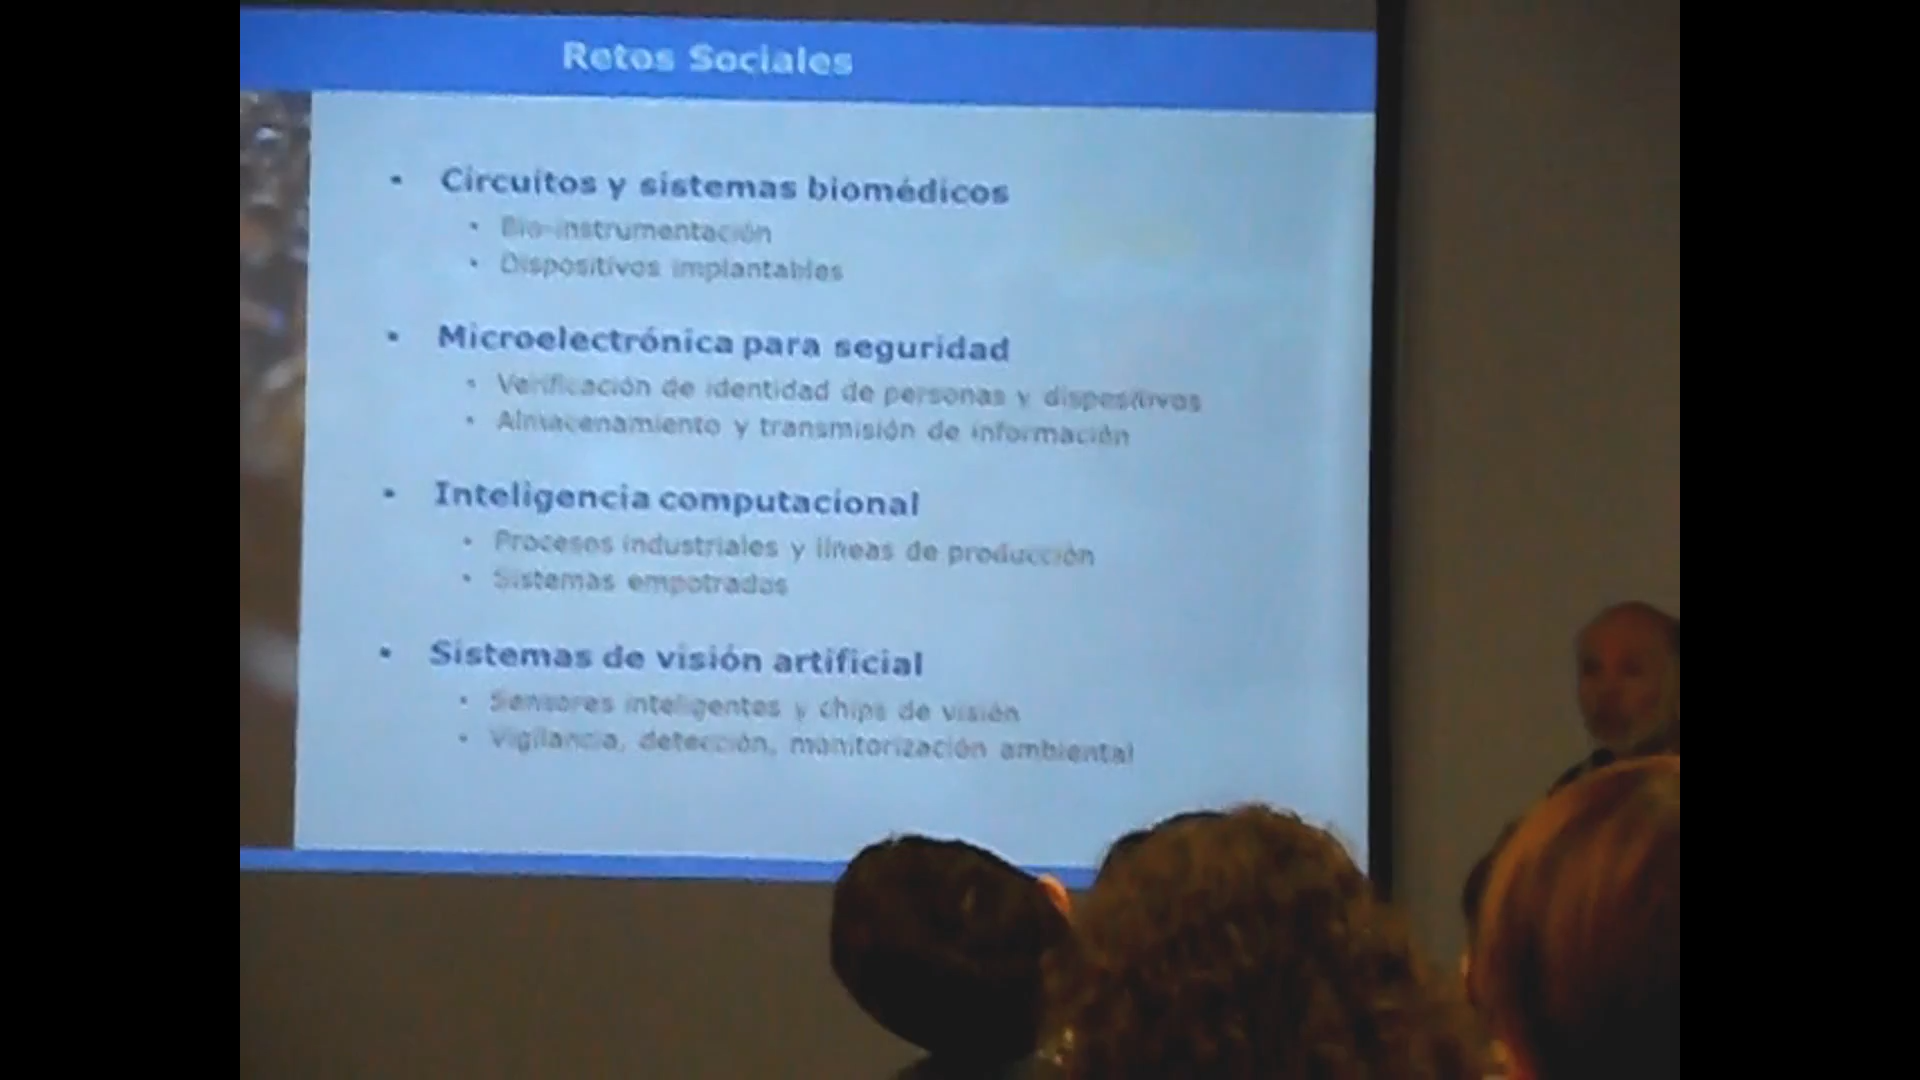 Retos Sociales
• Circuitos y sistemas biomédicos
• Bio-instrumentación
• Dispositivos implantables
• Microelectrónica para seguridad
• Verificación de identidad de personas y dispositivos
• Almacenamiento y transmisión de información
• Inteligencia computacional
• Procesos industriales y líneas de producción
• Sistemas empotrados
• Sistemas de visión artificial
• Sensores inteligentes y chips de visión
• Vigilancia, detección, monitorización ambiental